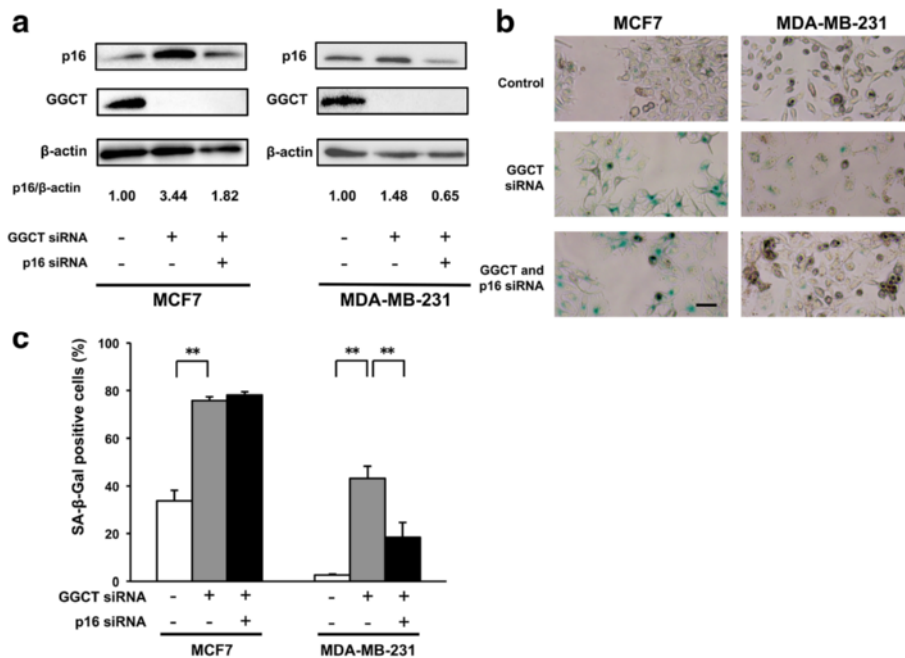 a
p16
GGCT
β-actin
p16/β-actin
1.00 3.44 1.82
GGCT siRNA - + +
p16 siRNA - - +
MCF7
p16
GGCT
β-actin
1.00 1.48 0.65
- + +
- - +
MDA-MB-231
b
MCF7 MDA-MB-231
Control
GGCT
siRNA
GGCT and
p16 siRNA
c
SA-β-Gal positive cells (%)
100
80
60
40
20
0
**
** **
GGCT siRNA - + + - + +
p16 siRNA - - + - - +
MCF7 MDA-MB-231